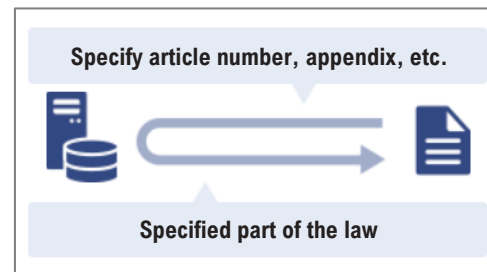 Specify article number, appendix, etc.
Specified part of the law